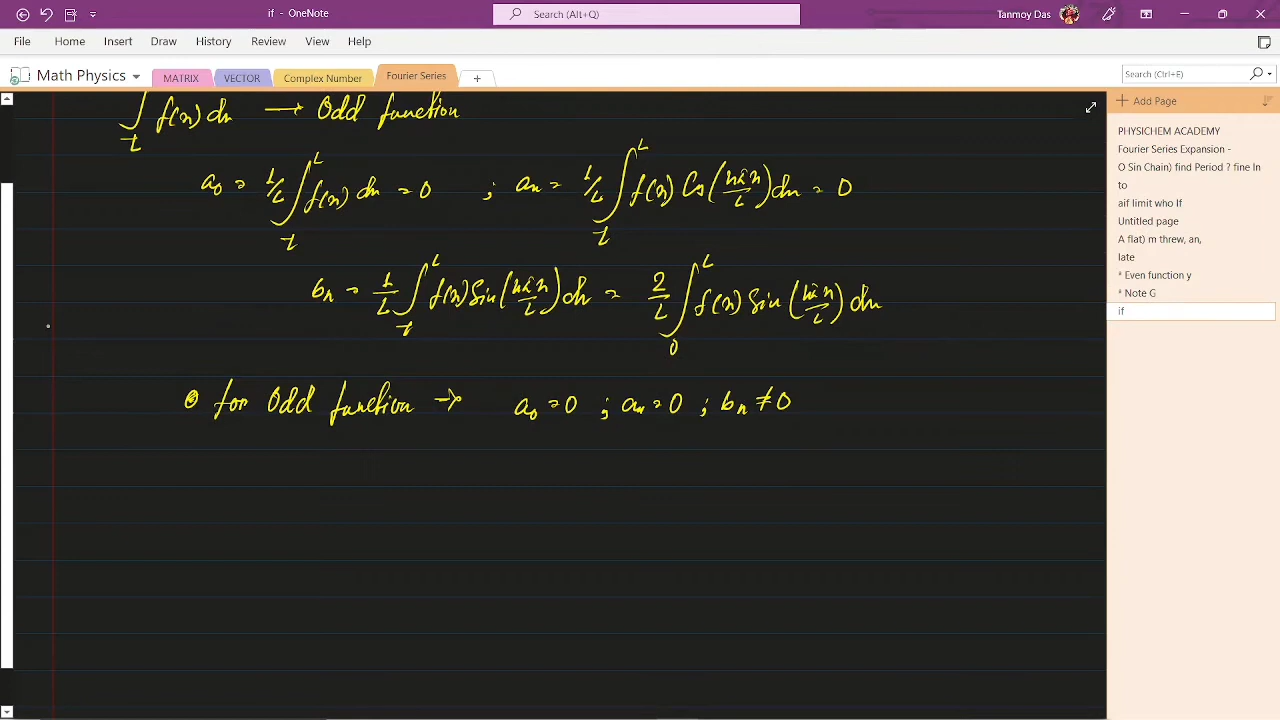 if - OneNote
Search (Alt+Q)
Tanmoy Das
File Home Insert Draw History Review View Help
Math Physics
MATRIX VECTOR Complex Number Fourier Series +
Search (Ctrl+E)
∫_{-L} f(x) dx → Odd function
a₀ = 1/L ∫_{-L}^{L} f(x) dx = 0 ; aₙ = 1/L ∫_{-L}^{L} f(x) Cos(nπx/L) dx = 0
bₙ = 1/L ∫_{-L}^{L} f(x) Sin(nπx/L) dx = 2/L ∫_{0}^{L} f(x) Sin(nπx/L) dx
for Odd function → a₀ = 0 ; aₙ = 0 ; bₙ ≠ 0
Add Page
PHYSICHEM ACADEMY
Fourier Series Expansion -
O Sin Chain) find Period ? fine In
to
aif limit who If
Untitled page
A flat) m threw, an,
late
* Even function y
* Note G
if